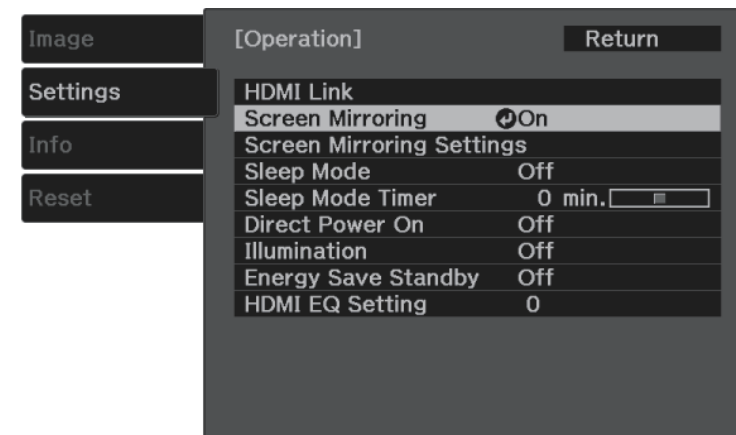 Image
Settings
Info
Reset
[Operation] Return
HDMI Link
Screen Mirroring On
Screen Mirroring Settings
Sleep Mode Off
Sleep Mode Timer 0 min.
Direct Power On Off
Illumination Off
Energy Save Standby Off
HDMI EQ Setting 0